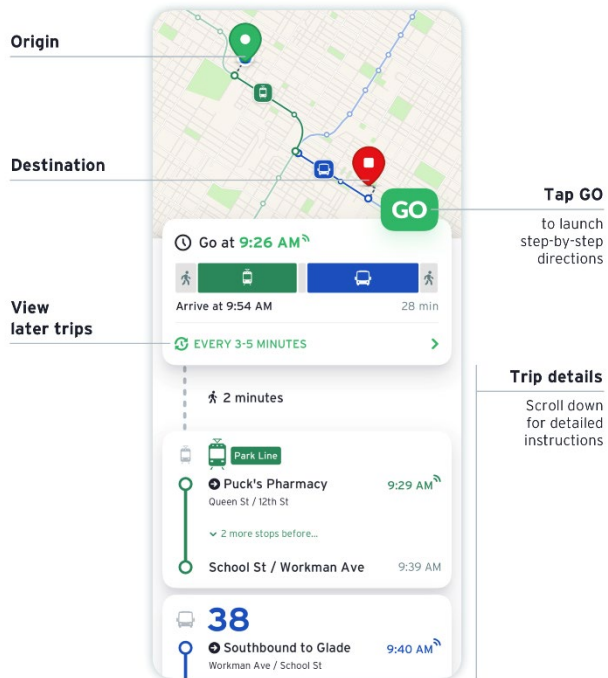 Origin
Destination
GO
Tap GO
to launch
step-by-step
directions
Go at 9:26 AM
Arrive at 9:54 AM
28 min
View
later trips
EVERY 3-5 MINUTES
Trip details
Scroll down
for detailed
instructions
2 minutes
Park Line
Puck's Pharmacy
9:29 AM
Queen St / 12th St
2 more stops before...
School St / Workman Ave
9:39 AM
38
Southbound to Glade
9:40 AM
Workman Ave / School St